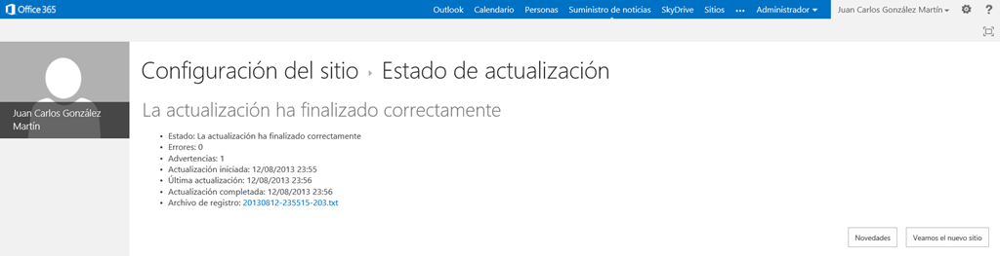 Office 365 Outlook Calendario Personas Suministro de noticias SkyDrive Sitios ... Administrador Juan Carlos González Martín ?
Configuración del sitio › Estado de actualización
Juan Carlos González
Martín
La actualización ha finalizado correctamente
• Estado: La actualización ha finalizado correctamente
• Errores: 0
• Advertencias: 1
• Actualización iniciada: 12/08/2013 23:55
• Última actualización: 12/08/2013 23:56
• Actualización completada: 12/08/2013 23:56
• Archivo de registro: 20130812-235515-203.txt
Novedades Veamos el nuevo sitio